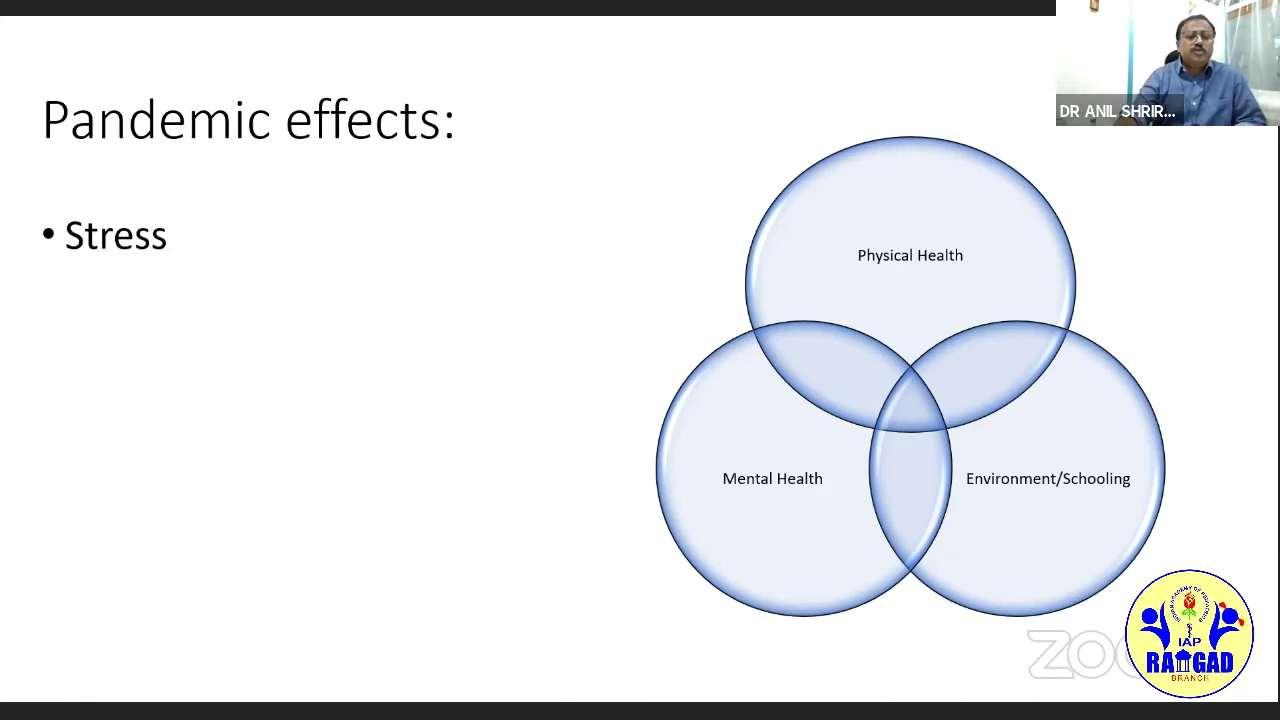 Pandemic effects:
• Stress
DR ANIL SHRIR...
Physical Health
Mental Health
Environment/Schooling
IAP
RAIGAD
BRANCH